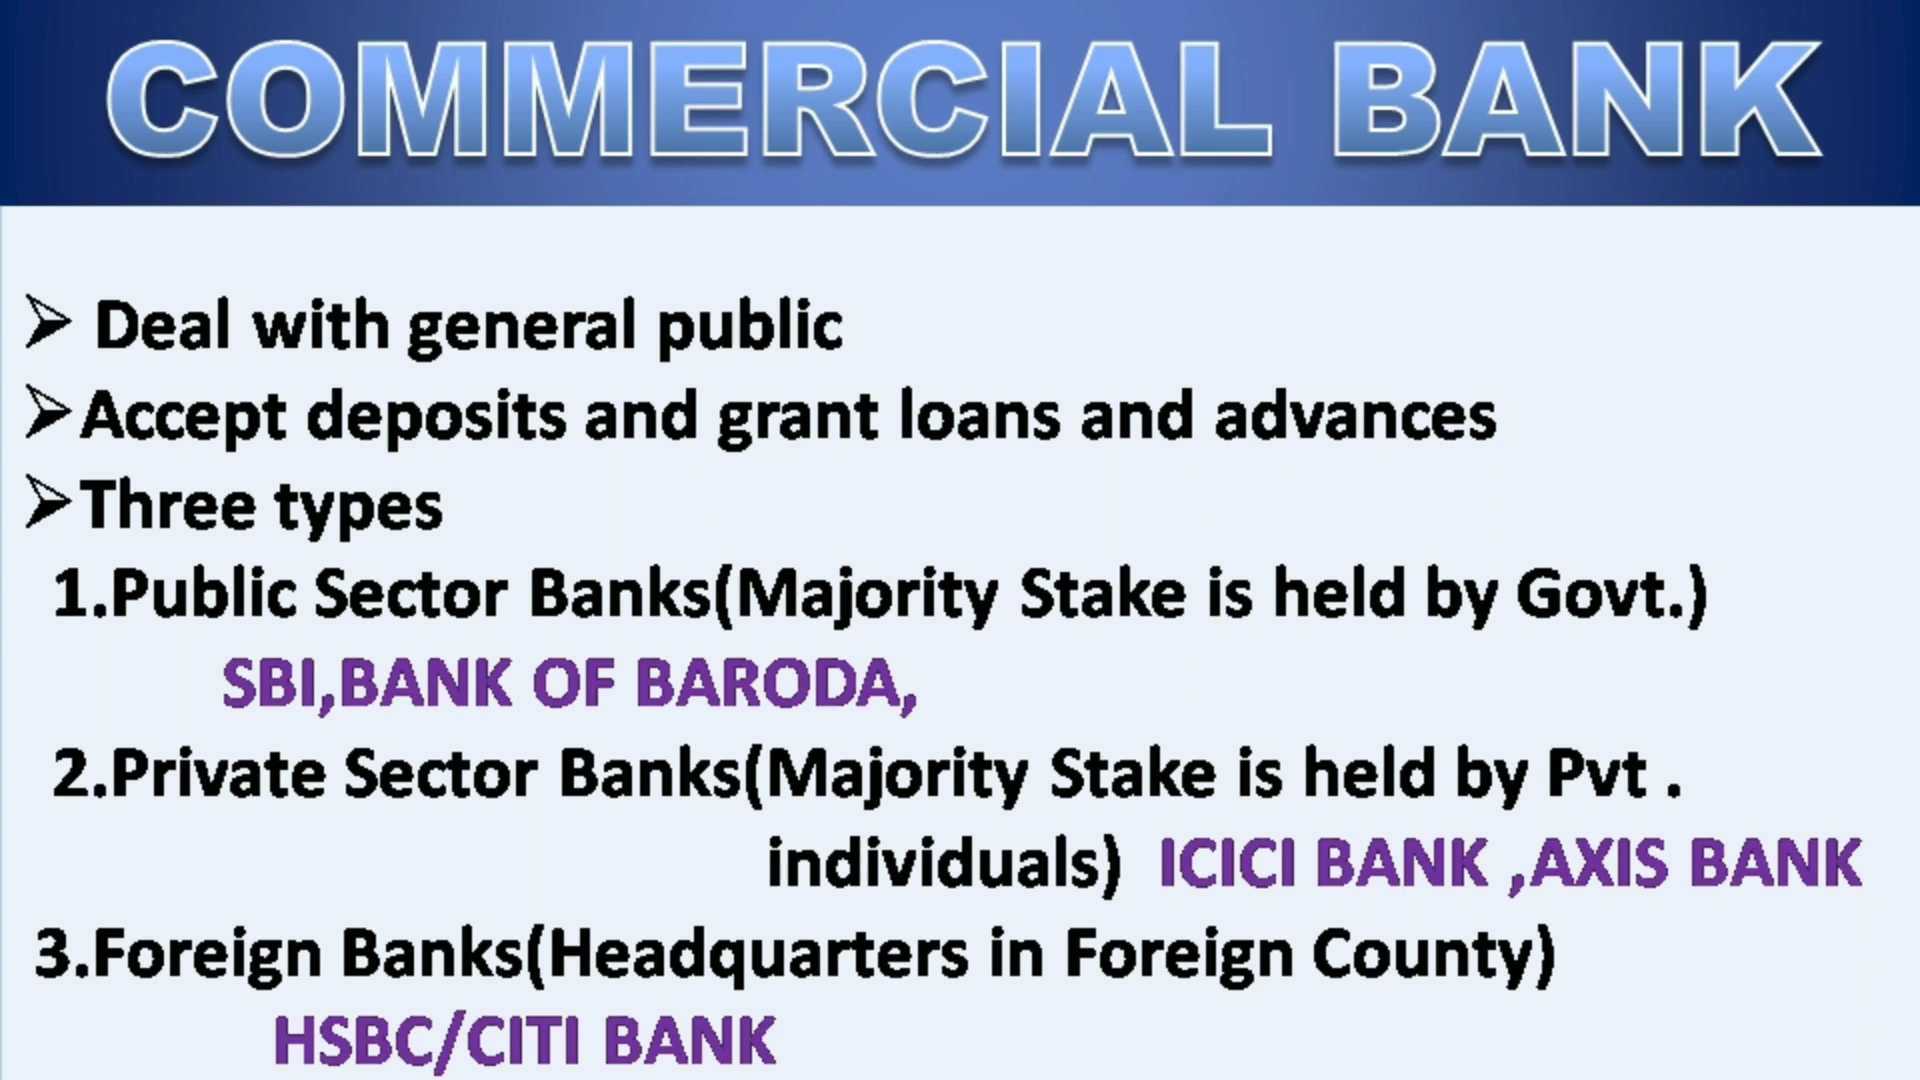 COMMERCIAL BANK
➢ Deal with general public
➢Accept deposits and grant loans and advances
➢Three types
1.Public Sector Banks(Majority Stake is held by Govt.)
SBI,BANK OF BARODA,
2.Private Sector Banks(Majority Stake is held by Pvt .
individuals) ICICI BANK ,AXIS BANK
3.Foreign Banks(Headquarters in Foreign County)
HSBC/CITI BANK